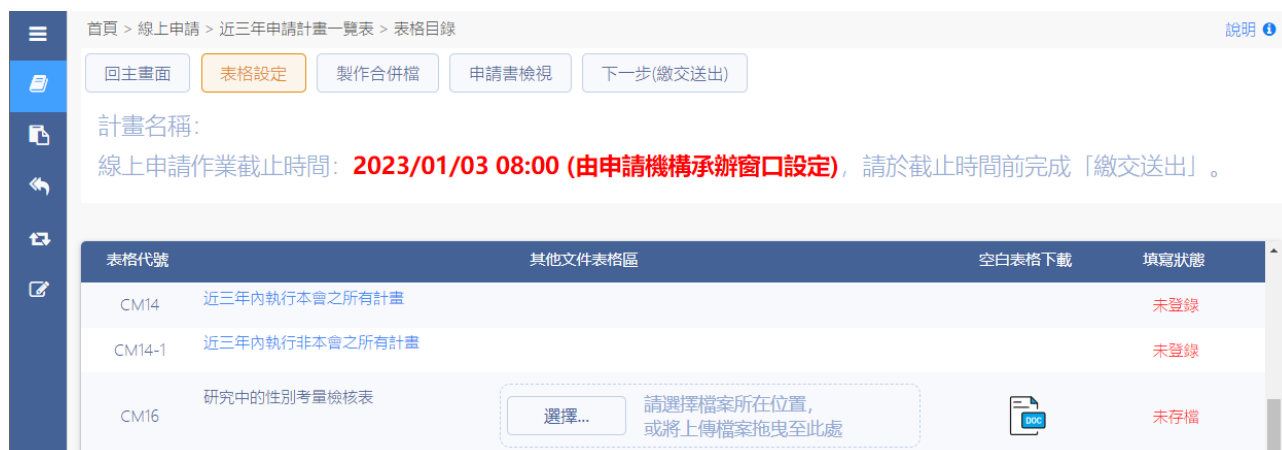 首頁 > 線上申請 > 近三年申請計畫一覽表 > 表格目錄
說明
回主畫面 表格設定 製作合併檔 申請書檢視 下一步(繳交送出)
計畫名稱：
線上申請作業截止時間：2023/01/03 08:00 (由申請機構承辦窗口設定)，請於截止時間前完成「繳交送出」。
表格代號 其他文件表格區 空白表格下載 填寫狀態
CM14 近三年內執行本會之所有計畫 未登錄
CM14-1 近三年內執行非本會之所有計畫 未登錄
CM16 研究中的性別考量檢核表 選擇... 請選擇檔案所在位置，
或將上傳檔案拖曳至此處 DOC 未存檔